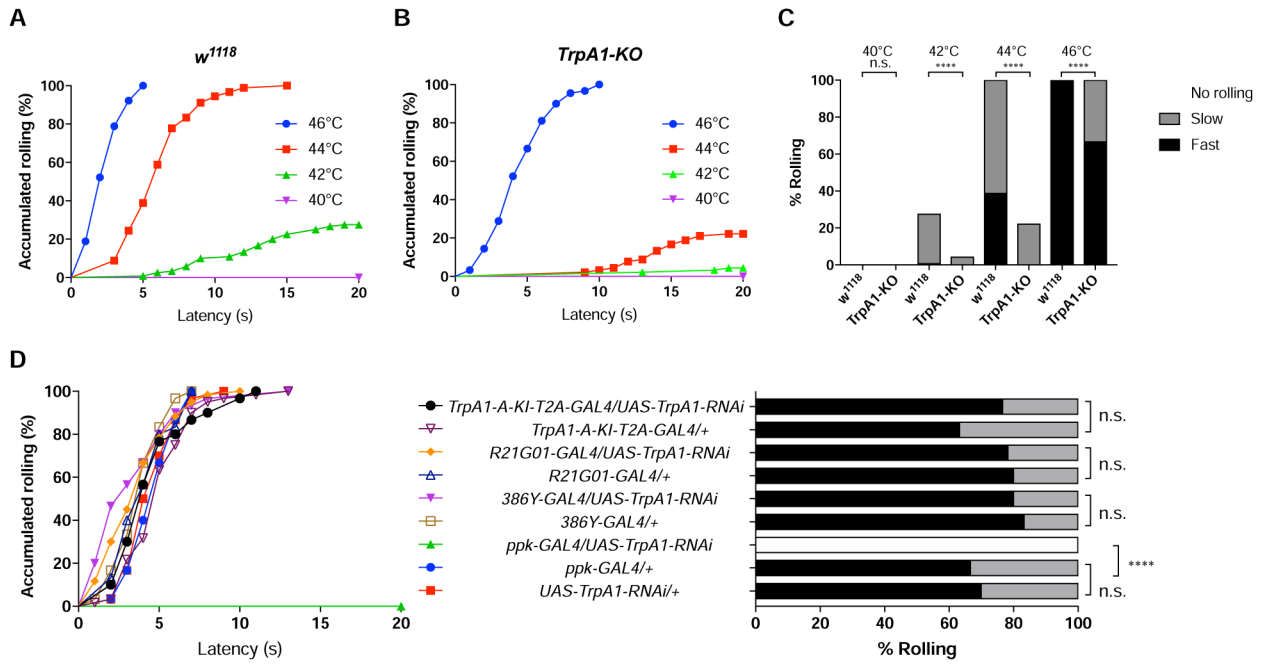 A
w1118
Accumulated rolling (%)
100
80
60
40
20
0
0 5 10 15 20
Latency (s)
46°C
44°C
42°C
40°C
B
TrpA1-KO
Accumulated rolling (%)
100
80
60
40
20
0
0 5 10 15 20
Latency (s)
46°C
44°C
42°C
40°C
C
40°C 42°C 44°C 46°C
n.s. **** **** ****
% Rolling
100
80
60
40
20
0
w1118 TrpA1-KO w1118 TrpA1-KO w1118 TrpA1-KO w1118 TrpA1-KO
No rolling
Slow
Fast
D
Accumulated rolling (%)
100
80
60
40
20
0
0 5 10 15 20
Latency (s)
TrpA1-A-KI-T2A-GAL4/UAS-TrpA1-RNAi
TrpA1-A-KI-T2A-GAL4/+
R21G01-GAL4/UAS-TrpA1-RNAi
R21G01-GAL4/+
386Y-GAL4/UAS-TrpA1-RNAi
386Y-GAL4/+
ppk-GAL4/UAS-TrpA1-RNAi
ppk-GAL4/+
UAS-TrpA1-RNAi/+
n.s.
n.s.
n.s.
****
n.s.
0 20 40 60 80 100
% Rolling